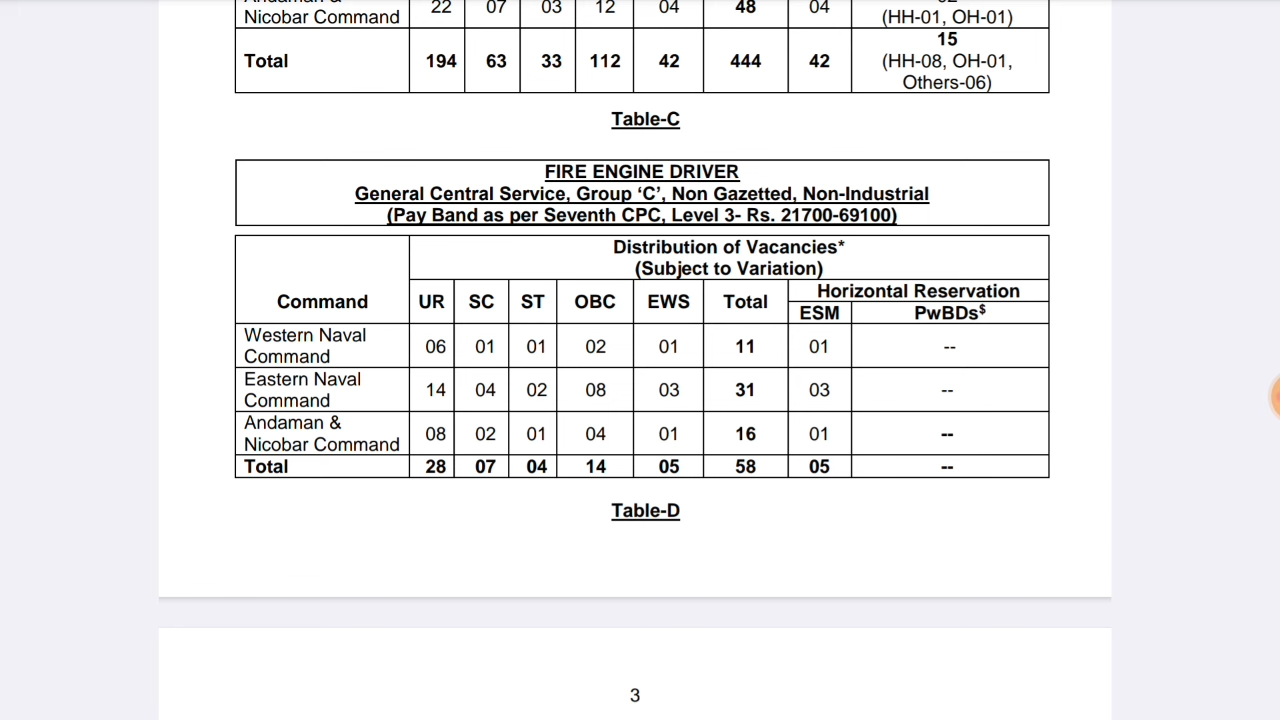 Nicobar Command 22 07 03 12 04 48 04 (HH-01, OH-01)
Total 194 63 33 112 42 444 42 15 (HH-08, OH-01, Others-06)
Table-C
FIRE ENGINE DRIVER
General Central Service, Group ‘C’, Non Gazetted, Non-Industrial
(Pay Band as per Seventh CPC, Level 3- Rs. 21700-69100)
Distribution of Vacancies*
(Subject to Variation)
Command UR SC ST OBC EWS Total Horizontal Reservation
ESM PwBDs$
Western Naval Command 06 01 01 02 01 11 01 --
Eastern Naval Command 14 04 02 08 03 31 03 --
Andaman & Nicobar Command 08 02 01 04 01 16 01 --
Total 28 07 04 14 05 58 05 --
Table-D
3